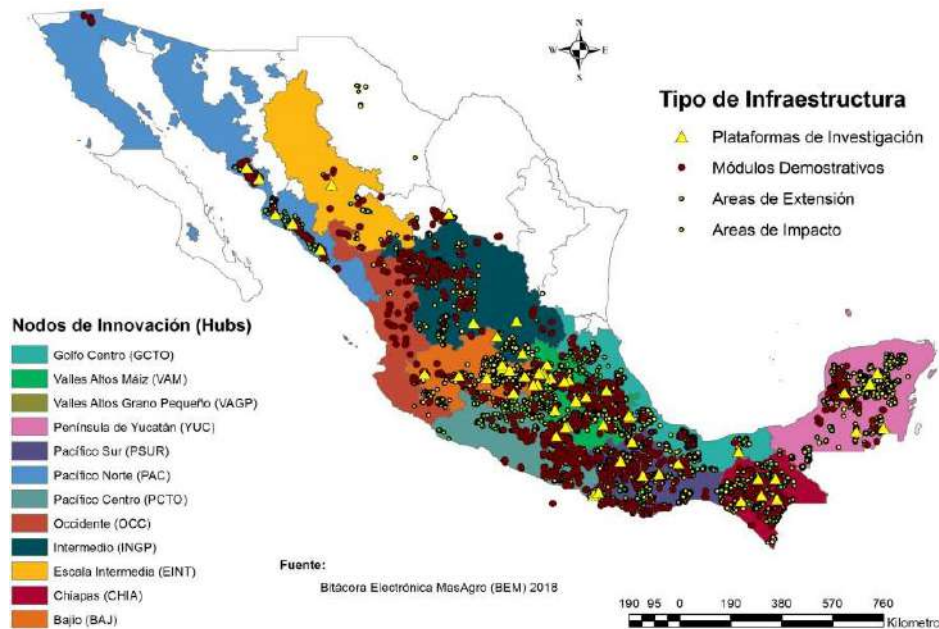 N
W E
S
Tipo de Infraestructura
Plataformas de Investigación
Módulos Demostrativos
Areas de Extensión
Areas de Impacto
Nodos de Innovación (Hubs)
Golfo Centro (GCTO)
Valles Altos Máiz (VAM)
Valles Altos Grano Pequeño (VAGP)
Península de Yucatán (YUC)
Pacífico Sur (PSUR)
Pacífico Norte (PAC)
Pacífico Centro (PCTO)
Occidente (OCC)
Intermedio (INGP)
Escala Intermedia (EINT)
Chiapas (CHIA)
Bajío (BAJ)
Fuente:
Bitácora Electrónica MasAgro (BEM) 2018
190 95 0 190 380 570 760
Kilometro